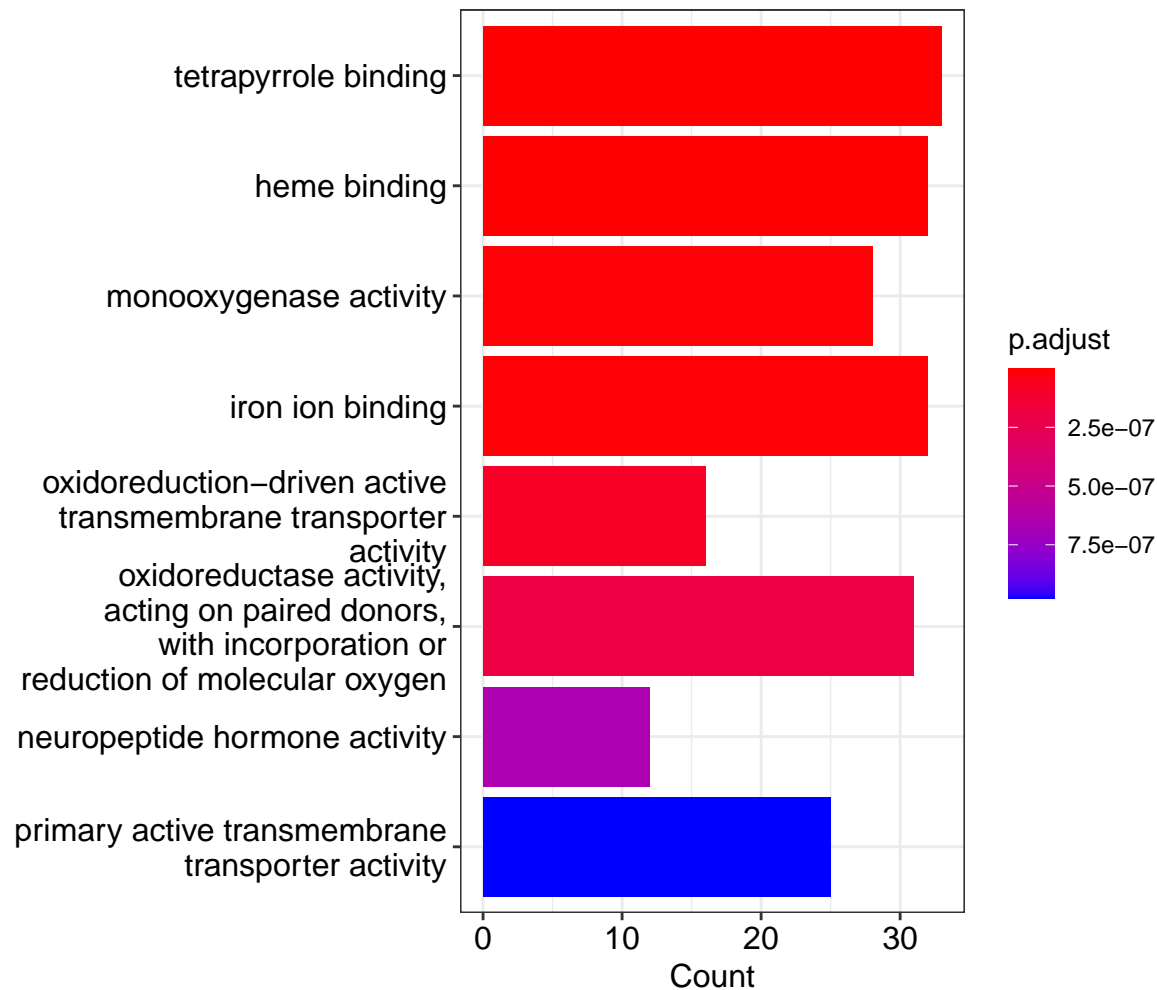 tetrapyrrole binding
heme binding
monooxygenase activity
iron ion binding
oxidoreduction−driven active
transmembrane transporter
activity
oxidoreductase activity,
acting on paired donors,
with incorporation or
reduction of molecular oxygen
neuropeptide hormone activity
primary active transmembrane
transporter activity
0 10 20 30
Count
p.adjust
2.5e−07
5.0e−07
7.5e−07